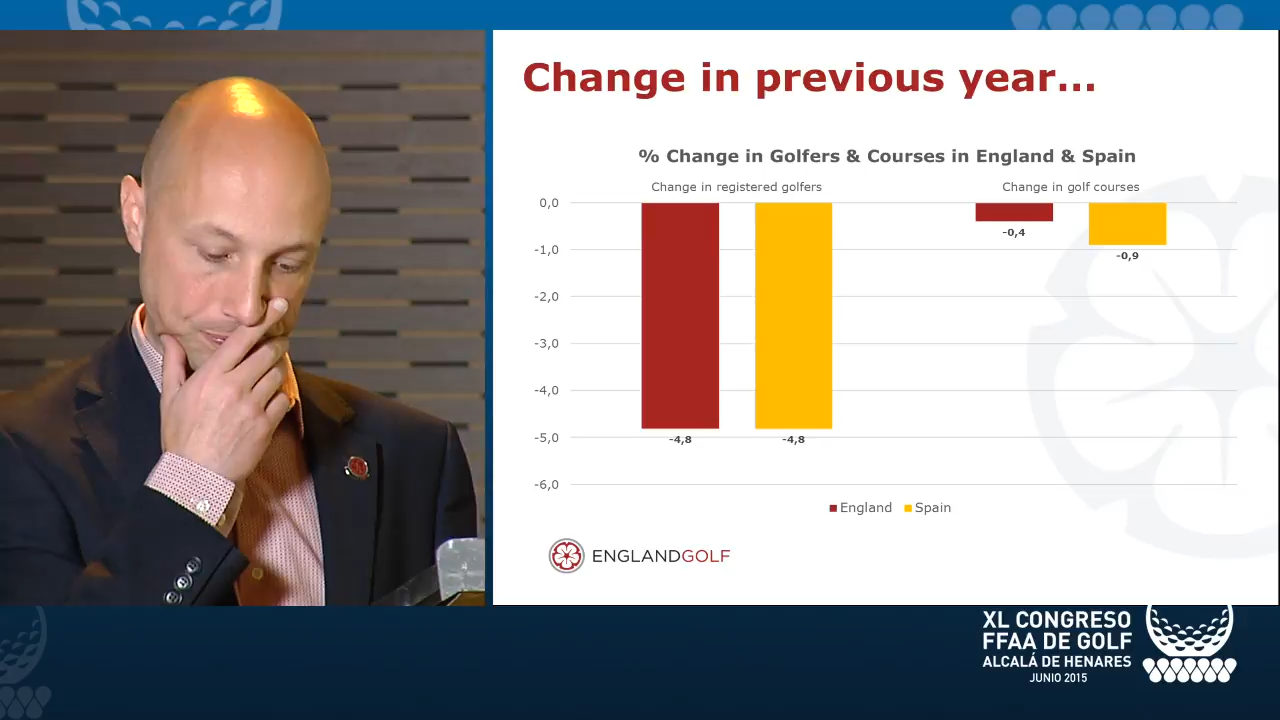 Change in previous year...
% Change in Golfers & Courses in England & Spain
Change in registered golfers
Change in golf courses
0,0
-1,0
-2,0
-3,0
-4,0
-5,0
-6,0
-4,8
-4,8
-0,4
-0,9
England
Spain
ENGLANDGOLF
XL CONGRESO
FFAA DE GOLF
ALCALÁ DE HENARES
JUNIO 2015